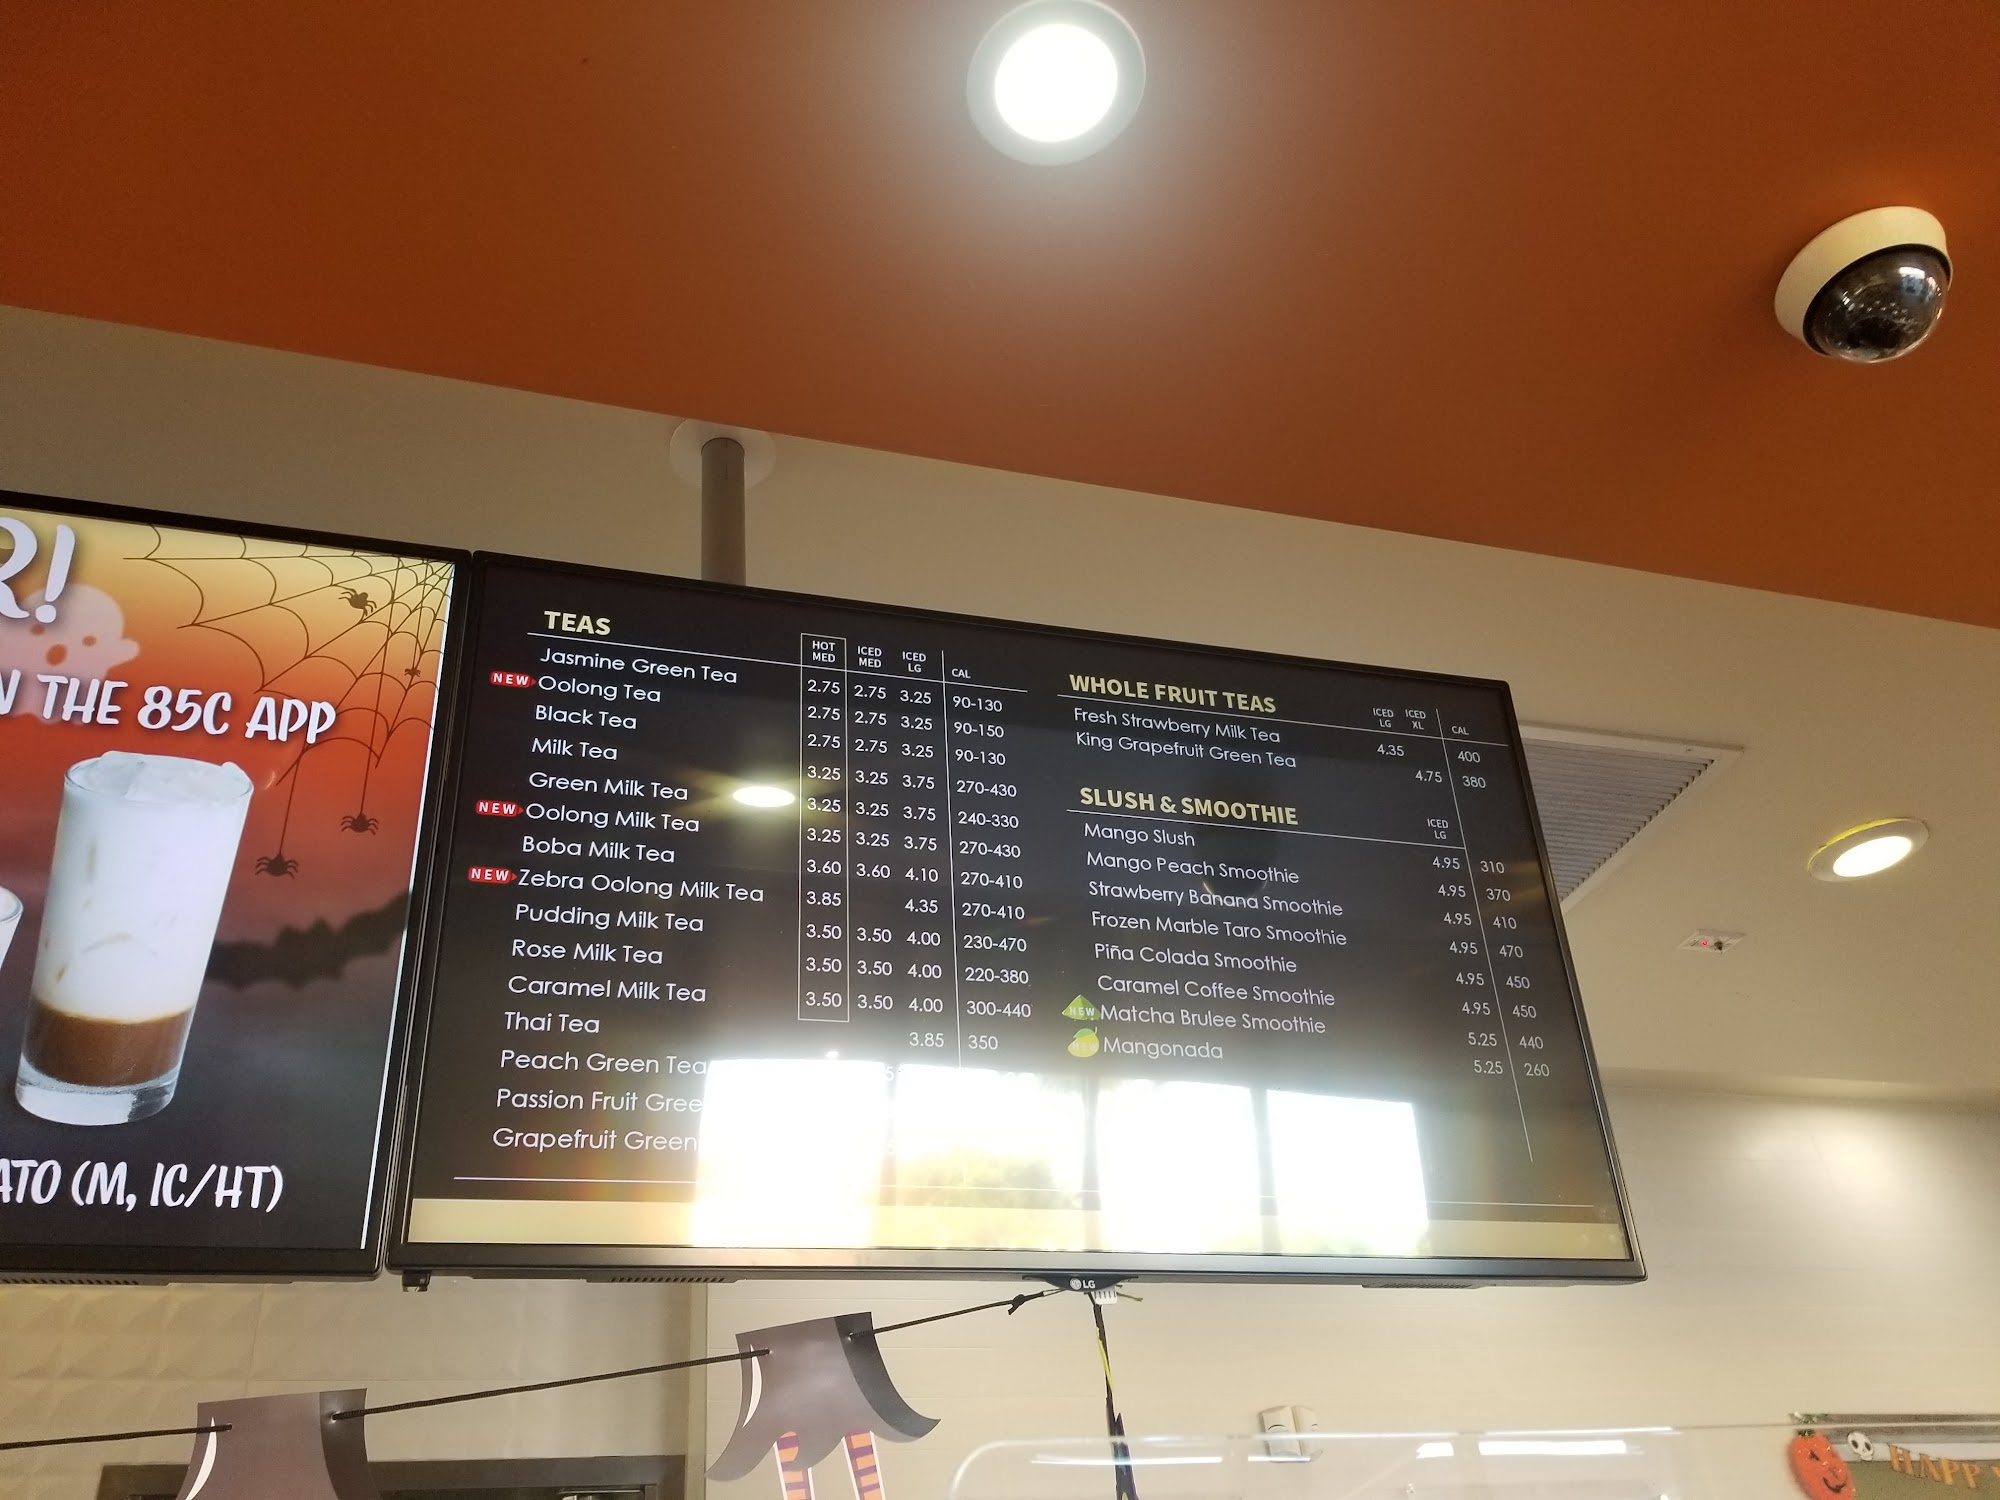 R!
THE 85C APP
ATO (M, IC/HT)
TEAS HOT MED ICED MED ICED LG CAL
Jasmine Green Tea 2.75 2.75 3.25 90-130
NEW Oolong Tea 2.75 2.75 3.25 90-150
Black Tea 2.75 2.75 3.25 90-130
Milk Tea 3.25 3.25 3.75 270-430
Green Milk Tea 3.25 3.25 3.75 240-330
NEW Oolong Milk Tea 3.25 3.25 3.75 270-430
Boba Milk Tea 3.60 3.60 4.10 270-410
NEW Zebra Oolong Milk Tea 3.85 4.35 270-410
Pudding Milk Tea 3.50 3.50 4.00 230-470
Rose Milk Tea 3.50 3.50 4.00 220-380
Caramel Milk Tea 3.50 3.50 4.00 300-440
Thai Tea 3.85 350
Peach Green Tea
Passion Fruit Gree
Grapefruit Green
WHOLE FRUIT TEAS ICED LG ICED XL CAL
Fresh Strawberry Milk Tea 4.35 400
King Grapefruit Green Tea 4.75 380
SLUSH & SMOOTHIE ICED LG
Mango Slush 4.95 310
Mango Peach Smoothie 4.95 370
Strawberry Banana Smoothie 4.95 410
Frozen Marble Taro Smoothie 4.95 470
Piña Colada Smoothie 4.95 450
Caramel Coffee Smoothie 4.95 450
NEW Matcha Brulee Smoothie 5.25 440
NEW Mangonada 5.25 260
LG
HAPP